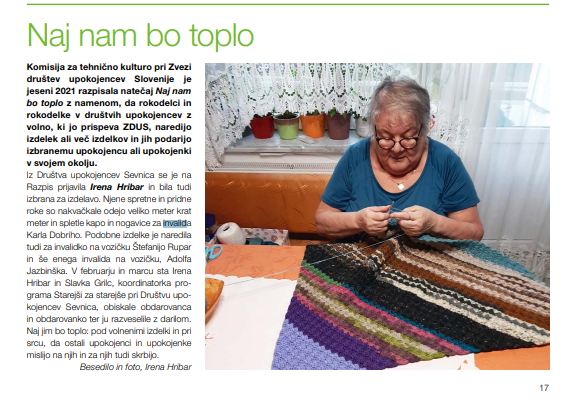 Naj nam bo toplo
Komisija za tehnično kulturo pri Zvezi
društev upokojencev Slovenije je
jeseni 2021 razpisala natečaj Naj nam
bo toplo z namenom, da rokodelci in
rokodelke v društvih upokojencev z
volno, ki jo prispeva ZDUS, naredijo
izdelek ali več izdelkov in jih podarijo
izbranemu upokojencu ali upokojenki
v svojem okolju.
Iz Društva upokojencev Sevnica se je na
Razpis prijavila Irena Hribar in bila tudi
izbrana za izdelavo. Njene spretne in pridne
roke so nakvačkale odejo veliko meter krat
meter in spletle kapo in nogavice za invalida
Karla Dobriho. Podobne izdelke je naredila
tudi za invalidko na vozičku Štefanijo Rupar
in še enega invalida na vozičku, Adolfa
Jazbinška. V februarju in marcu sta Irena
Hribar in Slavka Grilc, koordinatorka pro-
grama Starejši za starejše pri Društvu upo-
kojencev Sevnica, obiskale obdarovanca
in obdarovanko ter ju razveselile z darilom.
Naj jim bo toplo: pod volnenimi izdelki in pri
srcu, da ostali upokojenci in upokojenke
mislijo na njih in za njih tudi skrbijo.
Besedilo in foto, Irena Hribar
17